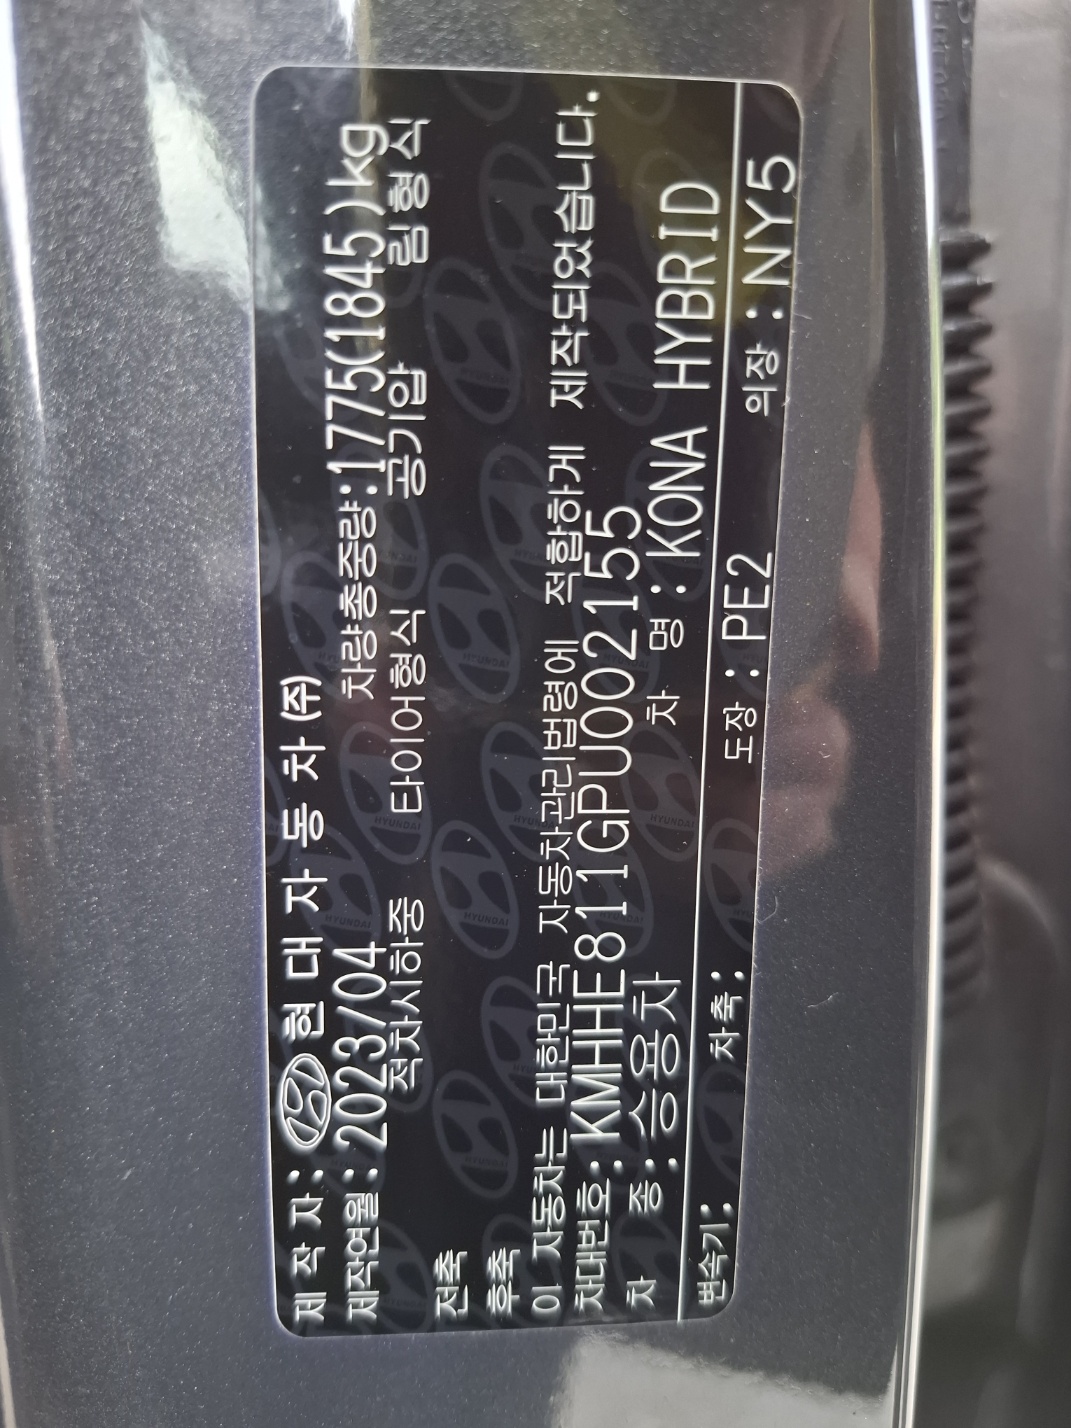 제 작 자 : 현 대 자 동 차 (주)
제작연월 : 2023/04 차량총중량 : 1775(1845)kg
적차시하중 타이어형식 공기압 림형식
전축
후축
이 자동차는 대한민국 자동차관리법령에 적합하게 제작되었습니다.
차대번호 : KMHHE811GPU002155
차 종 : 승용차 차 명 : KONA HYBRID
변속기 : 차축 : 도장 : PE2 의장 : NY5